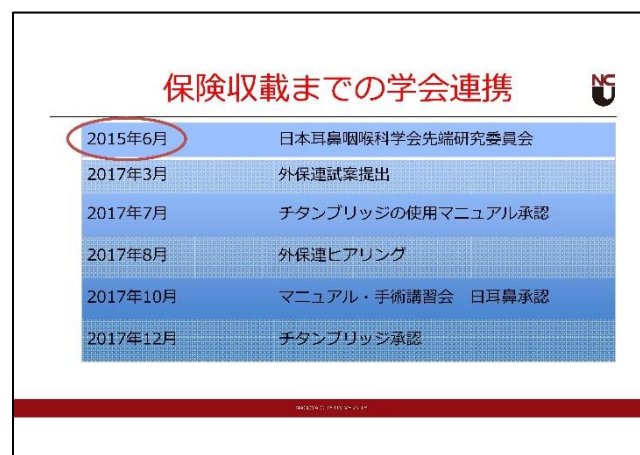 保険収載までの学会連携
NCU
2015年6月 日本耳鼻咽喉科学会先端研究委員会
2017年3月 外保連試案提出
2017年7月 チタンブリッジの使用マニュアル承認
2017年8月 外保連ヒアリング
2017年10月 マニュアル・手術講習会 日耳鼻承認
2017年12月 チタンブリッジ承認